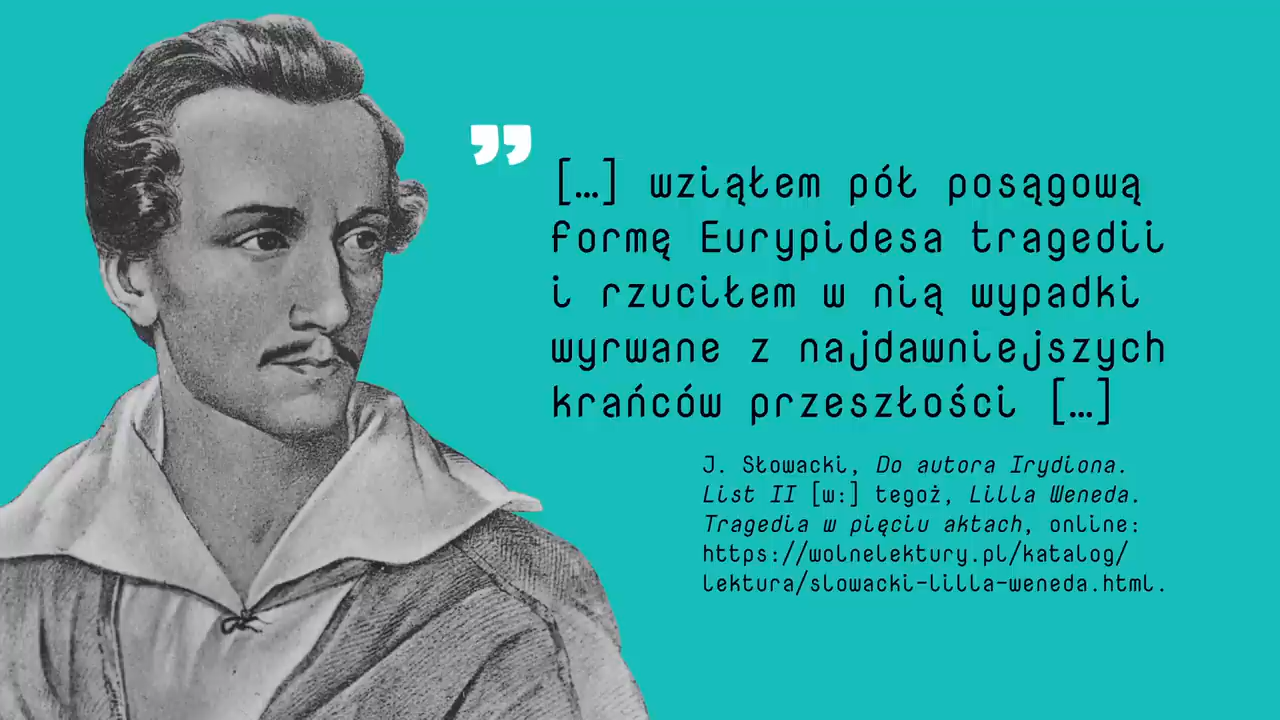 ”
[…] wziąłem pół posągową
formę Eurypidesa tragedii
i rzuciłem w nią wypadki
wyrwane z najdawniejszych
krańców przeszłości […]
J. Słowacki, Do autora Irydiona.
List II [w:] tegoż, Lilla Weneda.
Tragedia w pięciu aktach, online:
https://wolnelektury.pl/katalog/
lektura/slowacki-lilla-weneda.html.